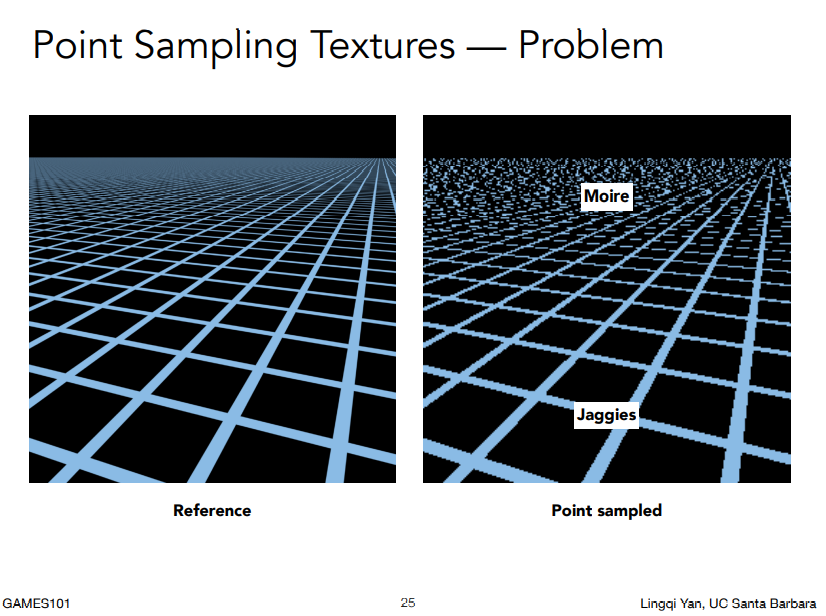 Point Sampling Textures — Problem
Moire
Jaggies
Reference
Point sampled
GAMES101
25
Lingqi Yan, UC Santa Barbara